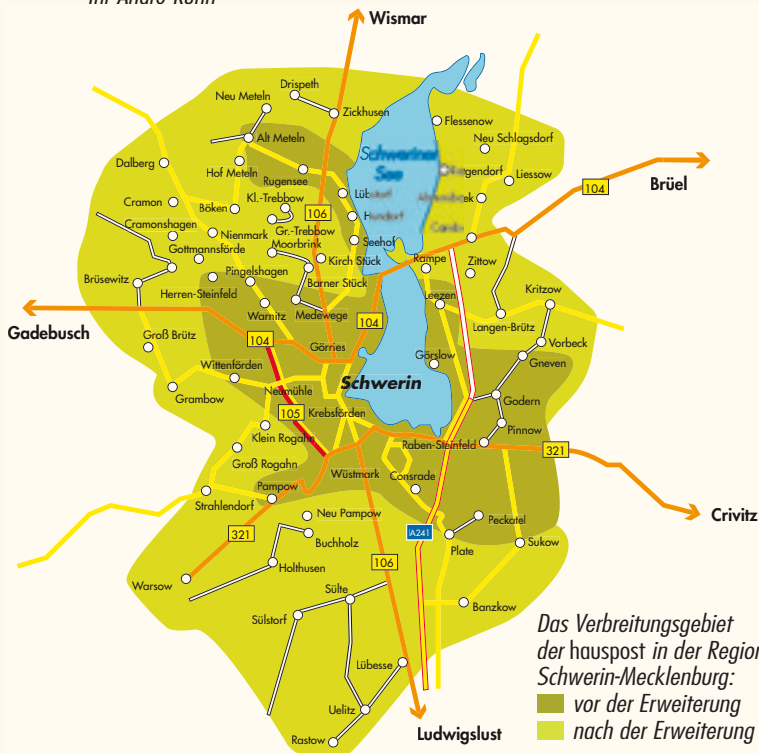 Wismar
Drispeth
Neu Meteln
Zickhusen
Flessenow
Alt Meteln
Neu Schlagsdorf
Schweriner
See
Dalberg
Hof Meteln
Rugensee
Liessow
104
Brüel
Cramon
Kl.-Trebbow
Böken
106
Cramonshagen
Nienmark
Gr.-Trebbow
Gottmannsförde
Moorbrink
Seehof
Kirch Stück
Rampe
Zittow
Brüsewitz
Pingelshagen
Barner Stück
Herren-Steinfeld
Leezen
Kritzow
Warnitz
Medewege
Langen-Brütz
Gadebusch
104
Groß Brütz
104
Görries
Vorbeck
Gneven
Görslow
Wittenförden
Schwerin
Grambow
Neumühle
Godern
105
Krebsförden
Pinnow
Klein Rogahn
Raben-Steinfeld
321
Groß Rogahn
Wüstmark
Consrade
Strahlendorf
Pampow
Neu Pampow
Peckatel
Crivitz
321
Buchholz
A241
Plate
Sukow
Holthusen
106
Warsow
Sülte
Banzkow
Sülstorf
Lübesse
Uelitz
Rastow
Ludwigslust
Das Verbreitungsgebiet
der hauspost in der Region
Schwerin-Mecklenburg:
vor der Erweiterung
nach der Erweiterung